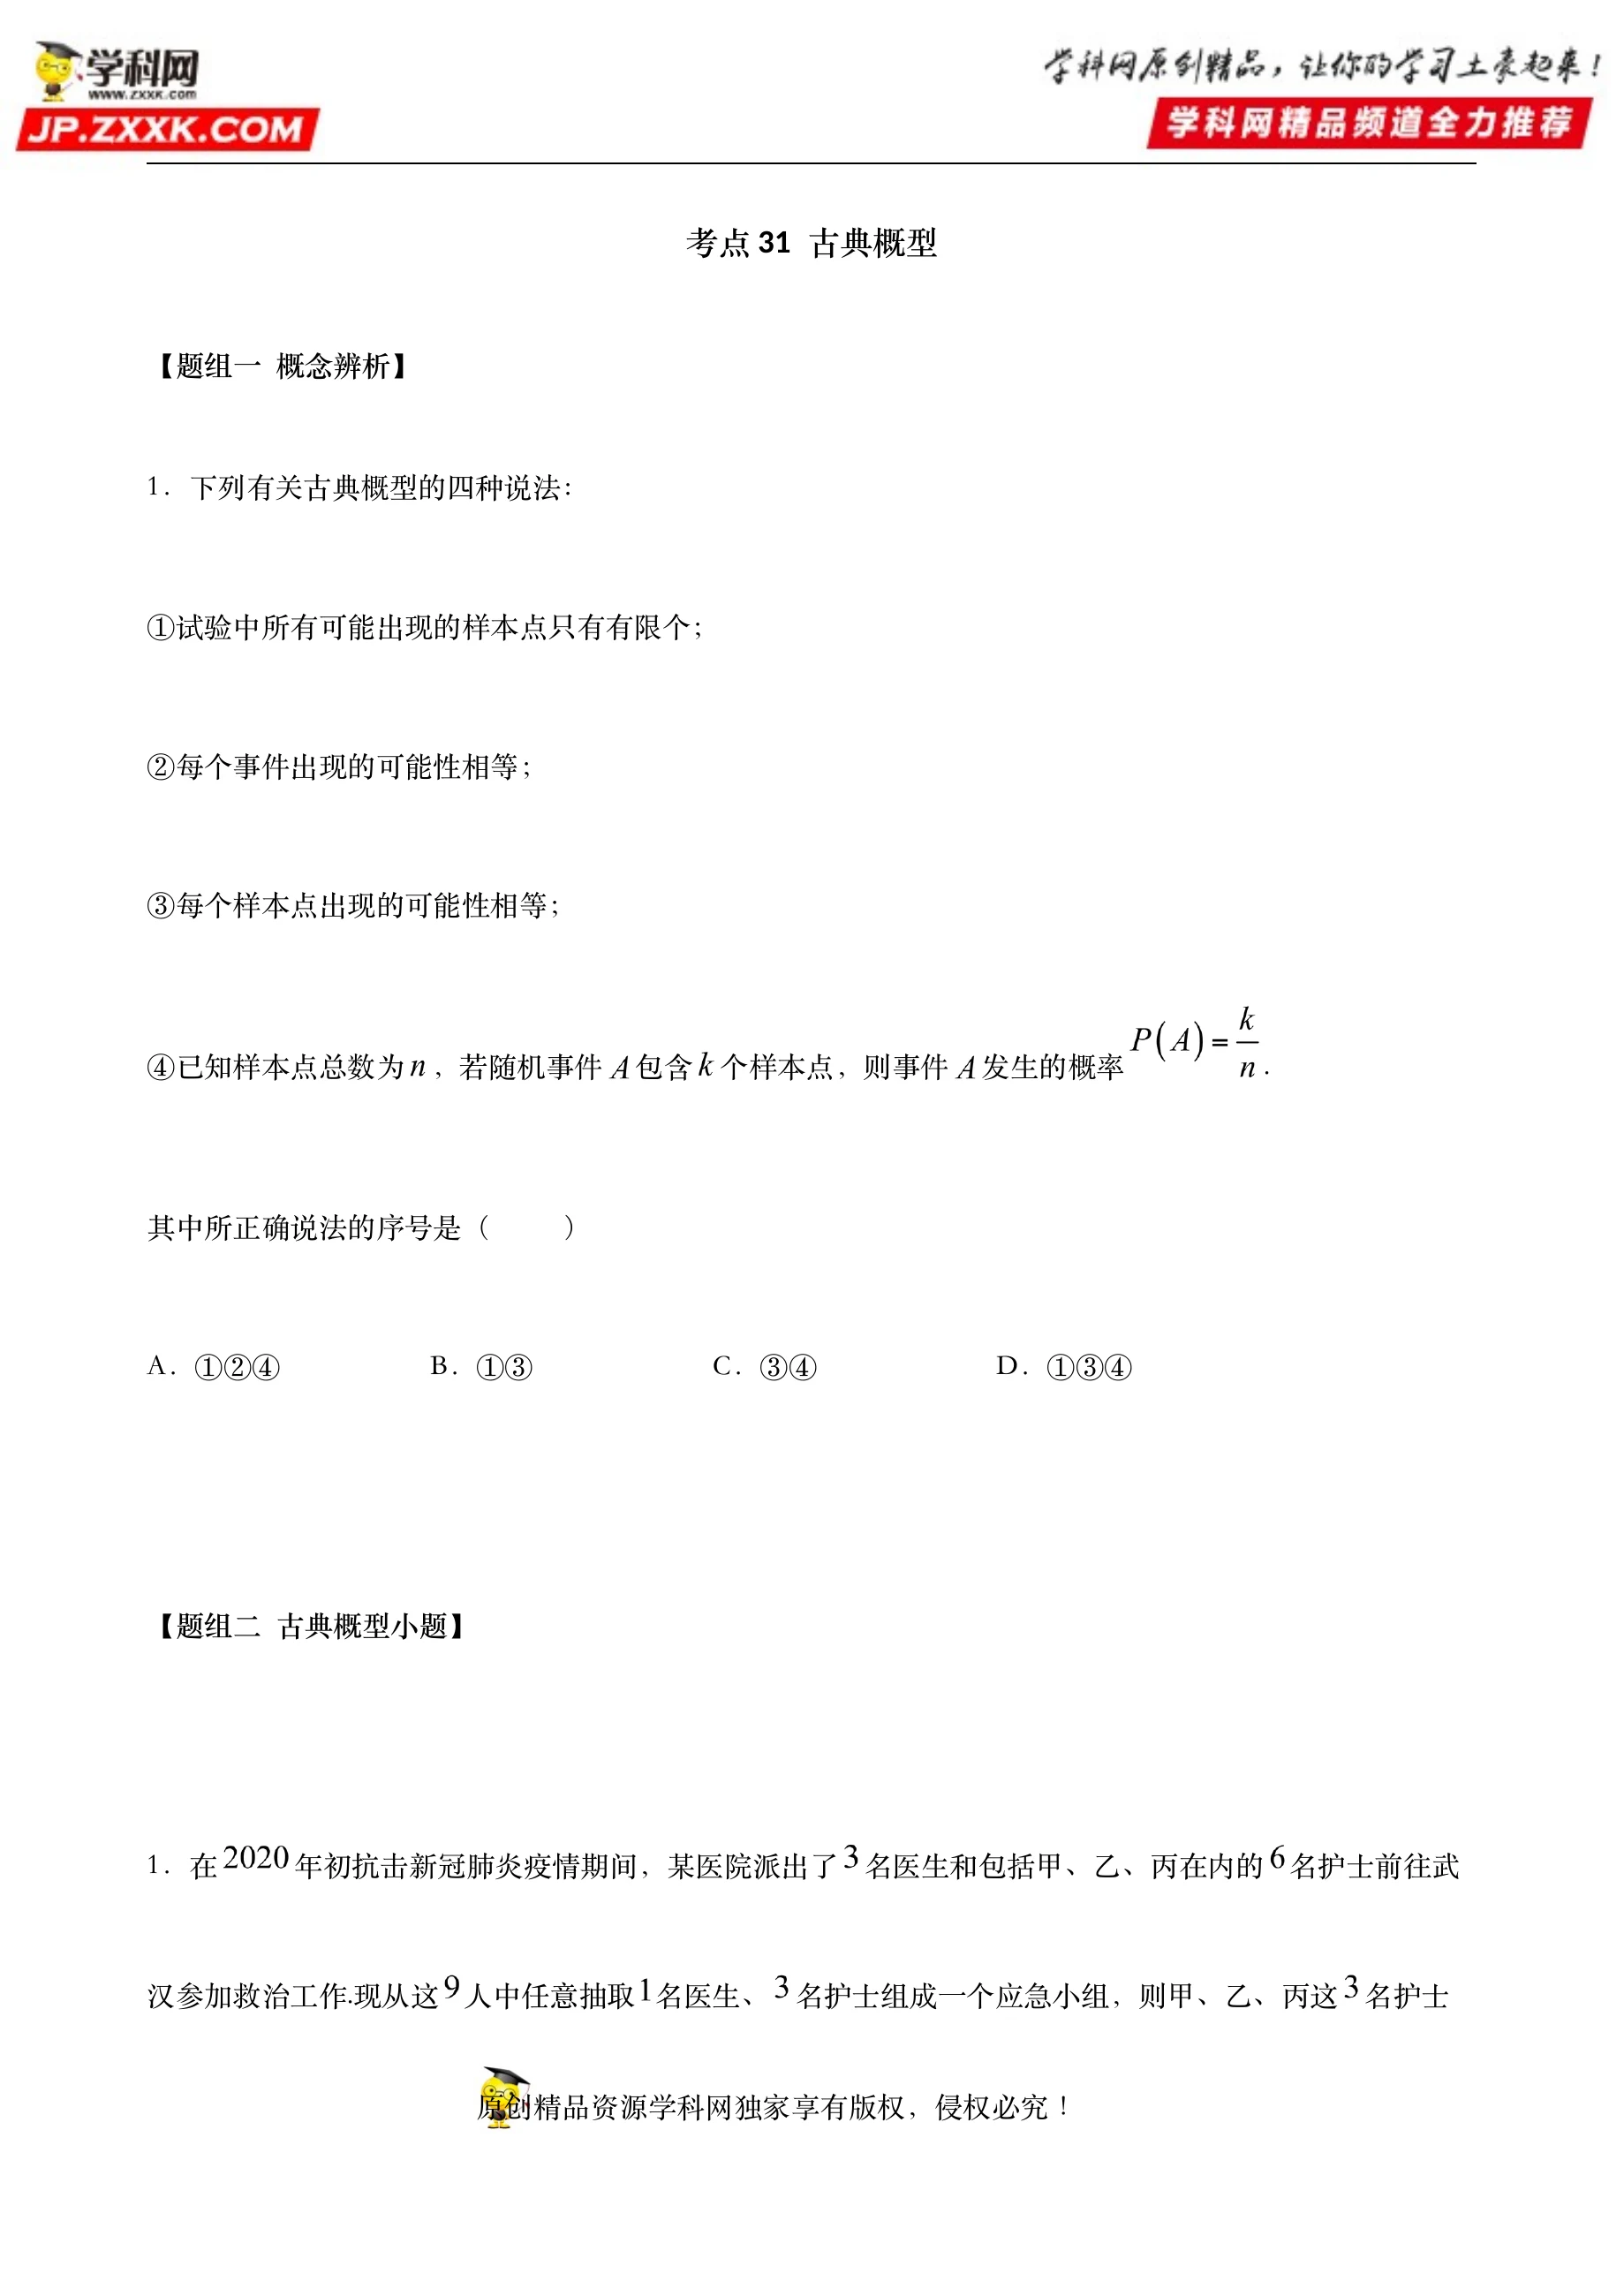 学科网
www.zxxk.com
JP.ZXXK.COM
学科网原创精品，让你的学习土豪起来！
学科网精品频道全力推荐
考点 31 古典概型
【题组一 概念辨析】
1．下列有关古典概型的四种说法：
①试验中所有可能出现的样本点只有有限个；
②每个事件出现的可能性相等；
③每个样本点出现的可能性相等；
④已知样本点总数为 n ，若随机事件 A 包含 k 个样本点，则事件 A 发生的概率 P(A)=k/n .
其中所正确说法的序号是（ ）
A．①②④ B．①③ C．③④ D．①③④
【题组二 古典概型小题】
1．在 2020 年初抗击新冠肺炎疫情期间，某医院派出了 3 名医生和包括甲、乙、丙在内的 6 名护士前往武
汉参加救治工作.现从这 9 人中任意抽取 1 名医生、 3 名护士组成一个应急小组，则甲、乙、丙这 3 名护士
原创精品资源学科网独家享有版权，侵权必究！